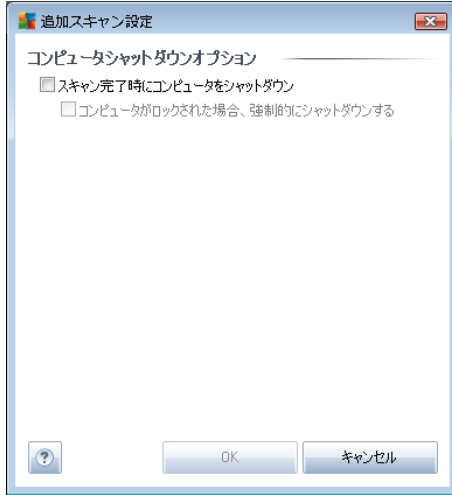 追加スキャン設定
コンピュータシャットダウンオプション
スキャン完了時にコンピュータをシャットダウン
コンピュータがロックされた場合、強制的にシャットダウンする
?
OK
キャンセル